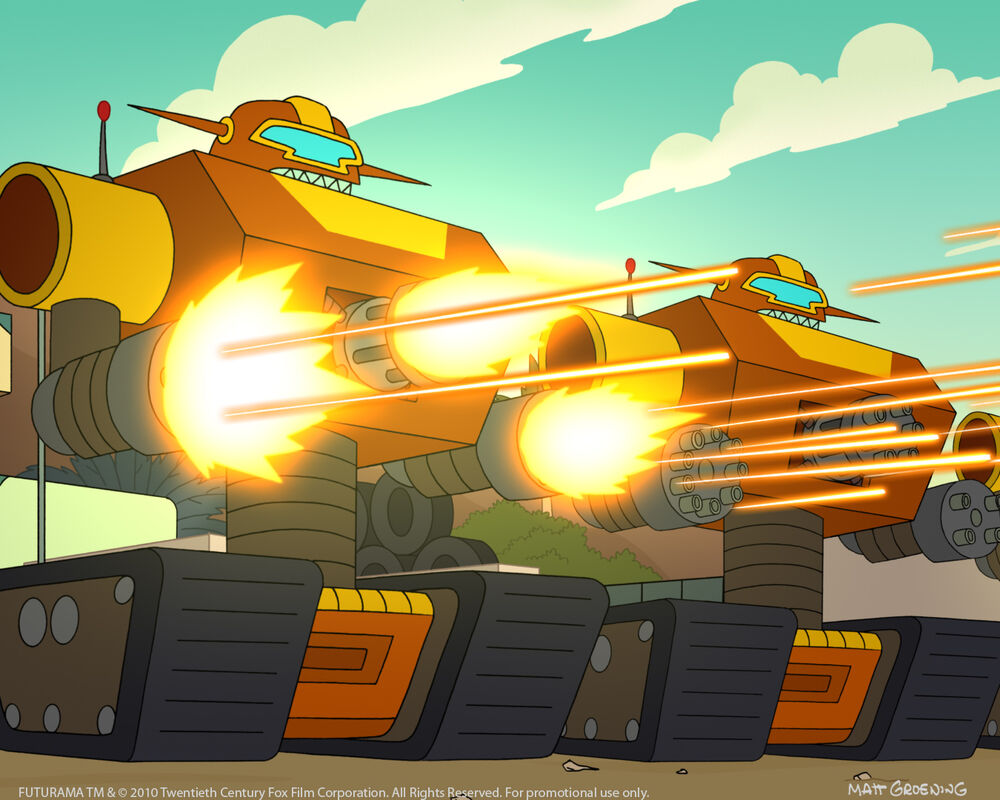 FUTURAMA TM & © 2010 Twentieth Century Fox Film Corporation. All Rights Reserved. For promotional use only.
MATT GROENING